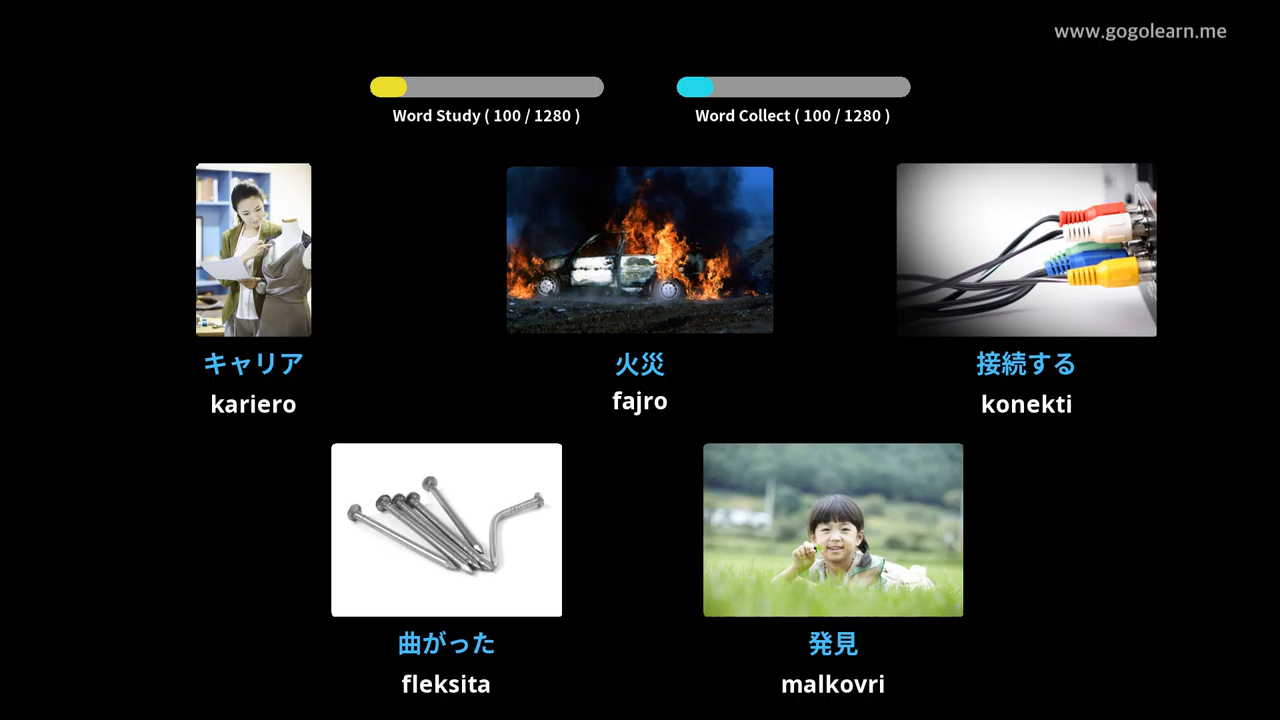 www.gogolearn.me
Word Study ( 100 / 1280 )
Word Collect ( 100 / 1280 )
キャリア
kariero
火災
fajro
接続する
konekti
曲がった
fleksita
発見
malkovri